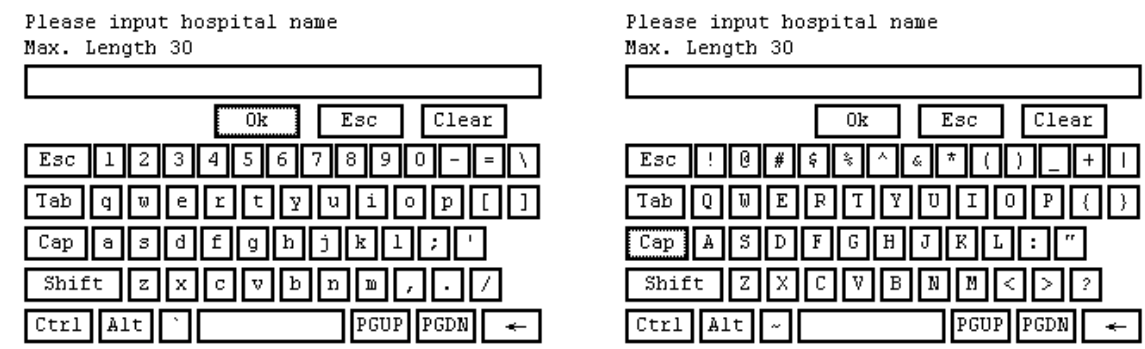 Please input hospital name
Max. Length 30
Ok Esc Clear
Esc 1 2 3 4 5 6 7 8 9 0 - = \
Tab q w e r t y u i o p [ ]
Cap a s d f g h j k l ; '
Shift z x c v b n m , . /
Ctrl Alt ` PGUP PGDN ←
Please input hospital name
Max. Length 30
Ok Esc Clear
Esc ! @ # $ % ^ & * ( ) _ + |
Tab Q W E R T Y U I O P { }
Cap A S D F G H J K L : "
Shift Z X C V B N M < > ?
Ctrl Alt ~ PGUP PGDN ←